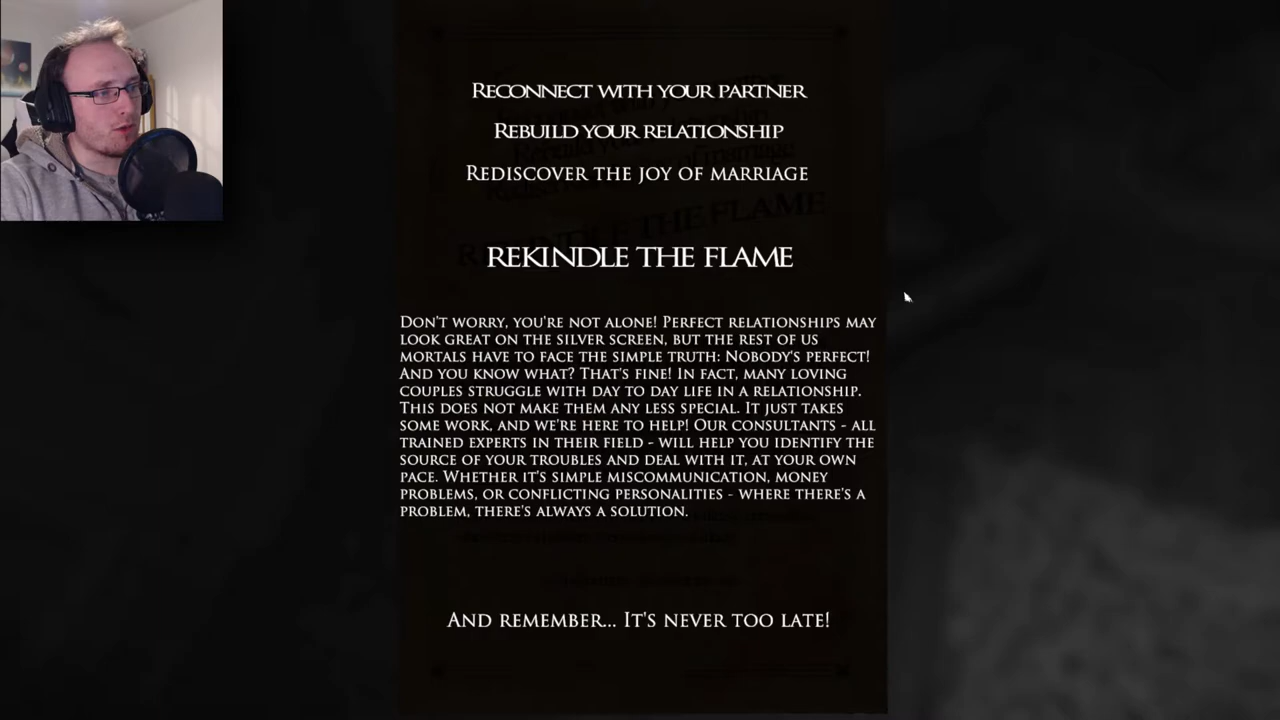 Reconnect with your partner
Rebuild your relationship
Rediscover the joy of marriage
REKINDLE THE FLAME
Don't worry, you're not alone! Perfect relationships may
look great on the silver screen, but the rest of us
mortals have to face the simple truth: Nobody's perfect!
And you know what? That's fine! In fact, many loving
couples struggle with day to day life in a relationship.
This does not make them any less special. It just takes
some work, and we're here to help! Our consultants - all
trained experts in their field - will help you identify the
source of your troubles and deal with it, at your own
pace. Whether it's simple miscommunication, money
problems, or conflicting personalities - where there's a
problem, there's always a solution.
And remember... It's never too late!